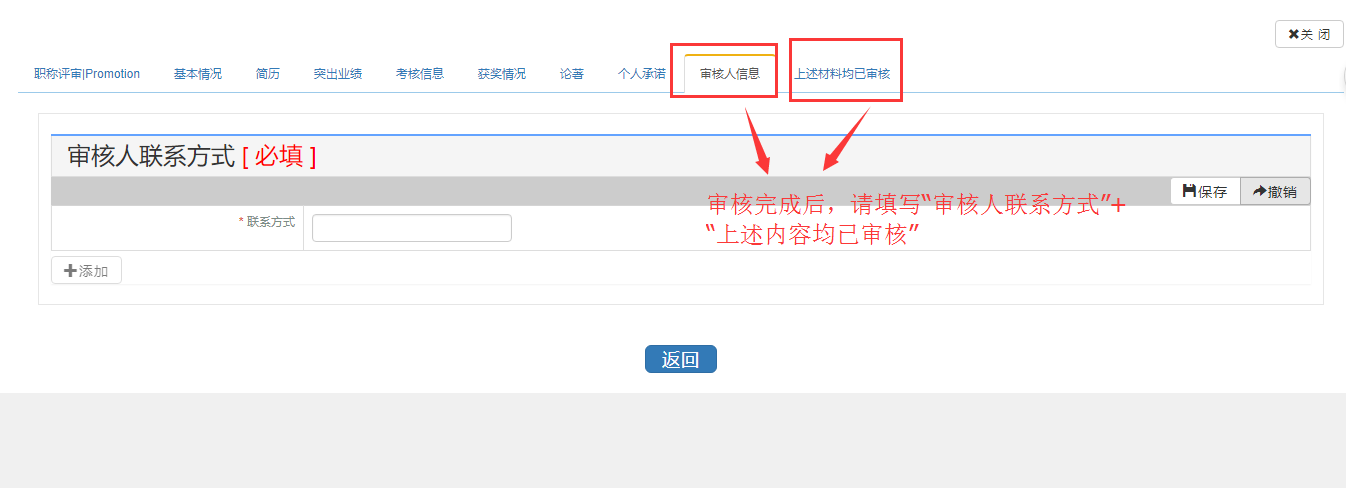 ✖关 闭
职称评审|Promotion 基本情况 简历 突出业绩 考核信息 获奖情况 论著 个人承诺 审核人信息 上述材料均已审核
审核人联系方式 [ 必填 ]
保存 撤销
* 联系方式
审核完成后，请填写“审核人联系方式”+
“上述内容均已审核”
添加
返回